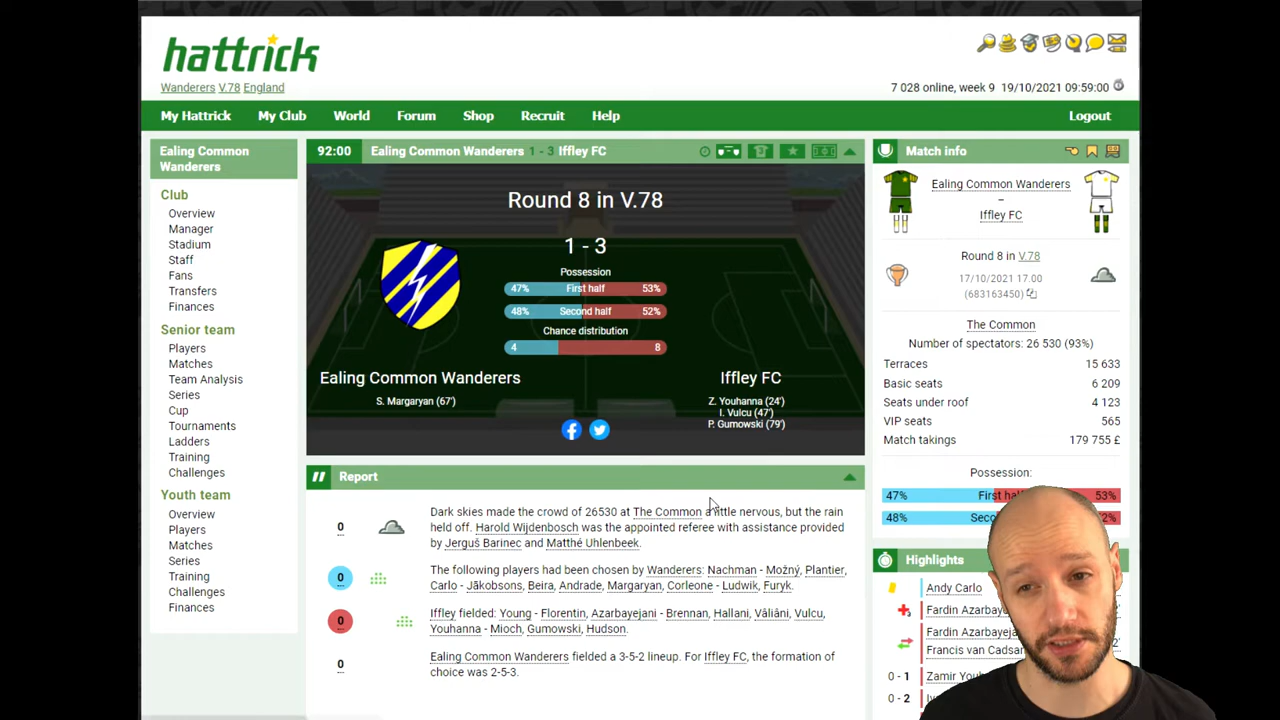 hattrick
Wanderers V.78 England
7 028 online, week 9 19/10/2021 09:59:00
My Hattrick My Club World Forum Shop Recruit Help Logout
Ealing Common
Wanderers
Club
Overview
Manager
Stadium
Staff
Fans
Transfers
Finances
Senior team
Players
Matches
Team Analysis
Series
Cup
Tournaments
Ladders
Training
Challenges
Youth team
Overview
Players
Matches
Series
Training
Challenges
Finances
92:00 Ealing Common Wanderers 1 - 3 Iffley FC
Round 8 in V.78
1 - 3
Possession
47% First half 53%
48% Second half 52%
Chance distribution
4 8
Ealing Common Wanderers Iffley FC
S. Margaryan (67') Z. Youhanna (24')
I. Vulcu (47')
P. Gumowski (79')
Report
0 Dark skies made the crowd of 26530 at The Common a little nervous, but the rain
held off. Harold Wijdenbosch was the appointed referee with assistance provided
by Jerguš Barinec and Matthé Uhlenbeek.
0 The following players had been chosen by Wanderers: Nachman - Možný, Plantier,
Carlo - Jākobsons, Beira, Andrade, Margaryan, Corleone - Ludwik, Furyk.
0 Iffley fielded: Young - Florentin, Azarbayejani - Brennan, Hallani, Văliâni, Vulcu,
Youhanna - Mioch, Gumowski, Hudson.
0 Ealing Common Wanderers fielded a 3-5-2 lineup. For Iffley FC, the formation of
choice was 2-5-3.
Match info
Ealing Common Wanderers
–
Iffley FC
Round 8 in V.78
17/10/2021 17.00
(683163450)
The Common
Number of spectators: 26 530 (93%)
Terraces 15 633
Basic seats 6 209
Seats under roof 4 123
VIP seats 565
Match takings 179 755 £
Possession:
47% First 53%
48%
Highlights
Andy Carlo
Fardin
Fardin
Francis van
0 - 1 Zamir
0 - 2